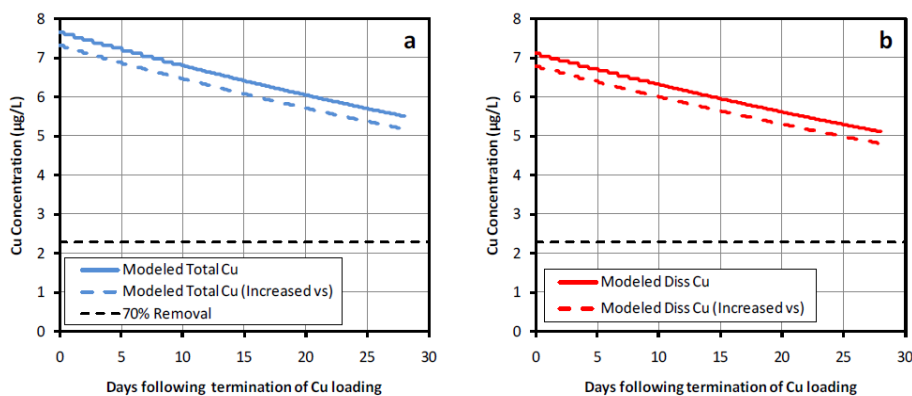 a
8
7
6
5
4
3
2
1
0
Cu Concentration (µg/L)
Modeled Total Cu
Modeled Total Cu (Increased vs)
70% Removal
0 5 10 15 20 25 30
Days following termination of Cu loading
b
8
7
6
5
4
3
2
1
0
Cu Concentration (µg/L)
Modeled Diss Cu
Modeled Diss Cu (Increased vs)
0 5 10 15 20 25 30
Days following termination of Cu loading